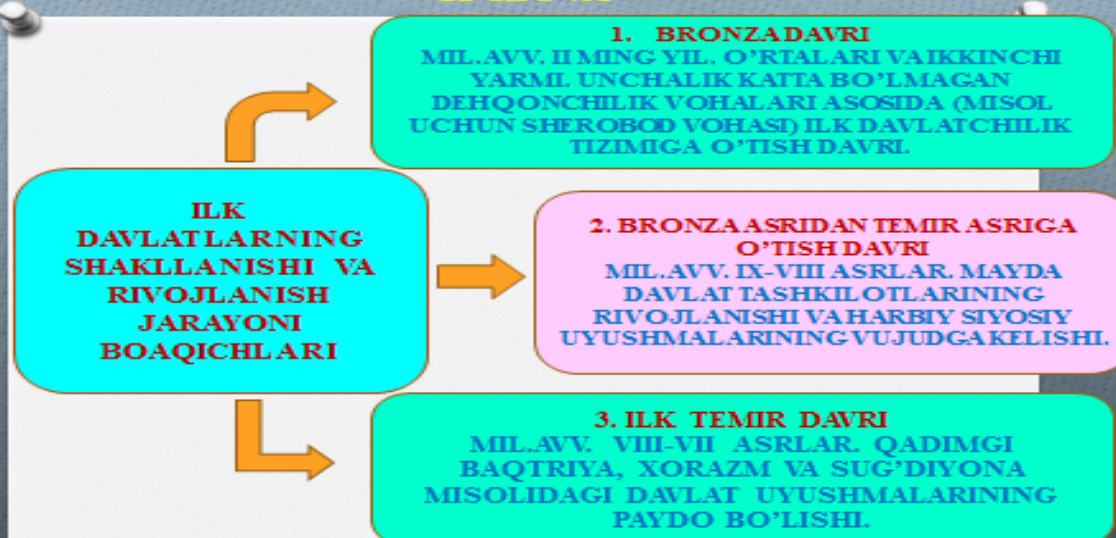 1. BRONZA DAVRI
MIL.AVV. II MING YIL. O'RTALARI VA IKKINCHI
YARMI. UNCHALIK KATTA BO'LMAGAN
DEHQONCHILIK VOHALARI ASOSIDA (MISOL
UCHUN SHEROBOD VOHASI) ILK DAVLATCHILIK
TIZIMIGA O'TISH DAVRI.
ILK
DAVLATLARNING
SHAKLLANISHI VA
RIVOJLANISH
JARAYONI
BOAQICHLARI
2. BRONZA ASRIDAN TEMIR ASRIGA
O'TISH DAVRI
MIL.AVV. IX-VIII ASRLAR. MAYDA
DAVLAT TASHKILOTLARINING
RIVOJLANISHI VA HARBIY SIYOSIY
UYUSHMALARINING VUJUDGA KELISHI.
3. ILK TEMIR DAVRI
MIL.AVV. VIII-VII ASRLAR. QADIMGI
BAQTRIYA, XORAZM VA SUG'DIYONA
MISOLIDAGI DAVLAT UYUSHMALARINING
PAYDO BO'LISHI.